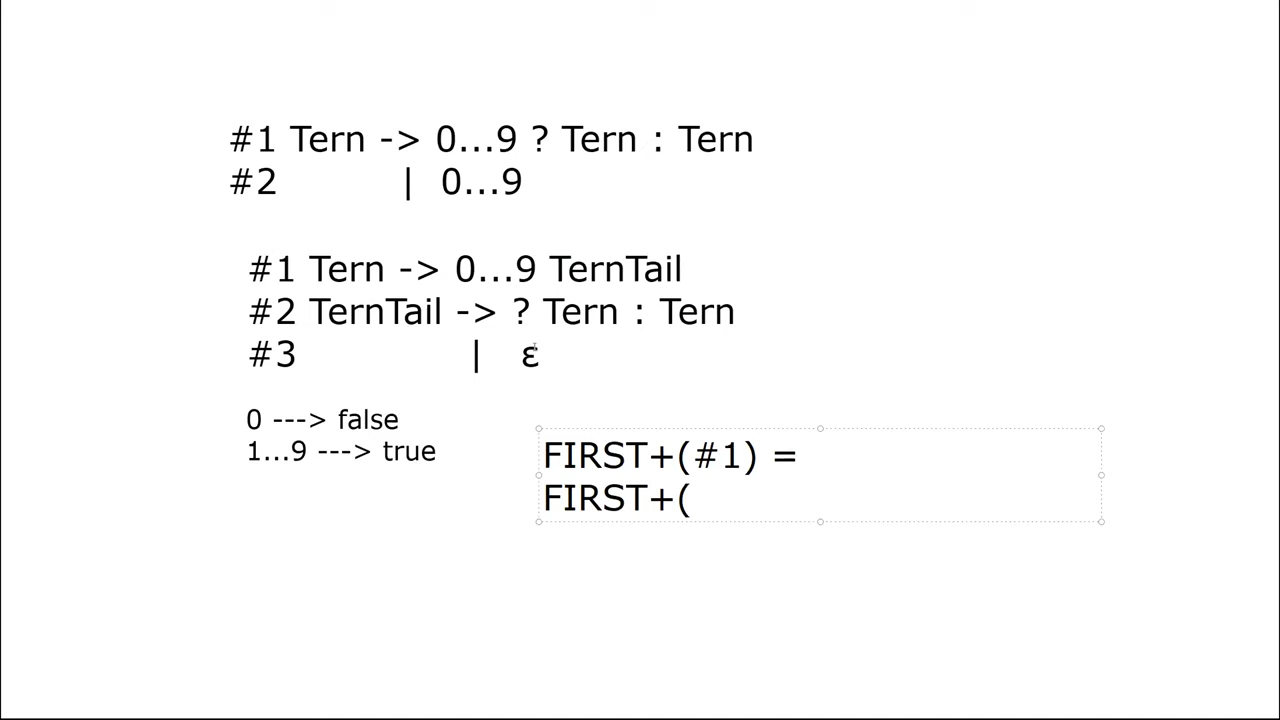 #1 Tern -> 0...9 ? Tern : Tern
#2 | 0...9
#1 Tern -> 0...9 TernTail
#2 TernTail -> ? Tern : Tern
#3 | ε
0 ---> false
1...9 ---> true
FIRST+(#1) =
FIRST+(